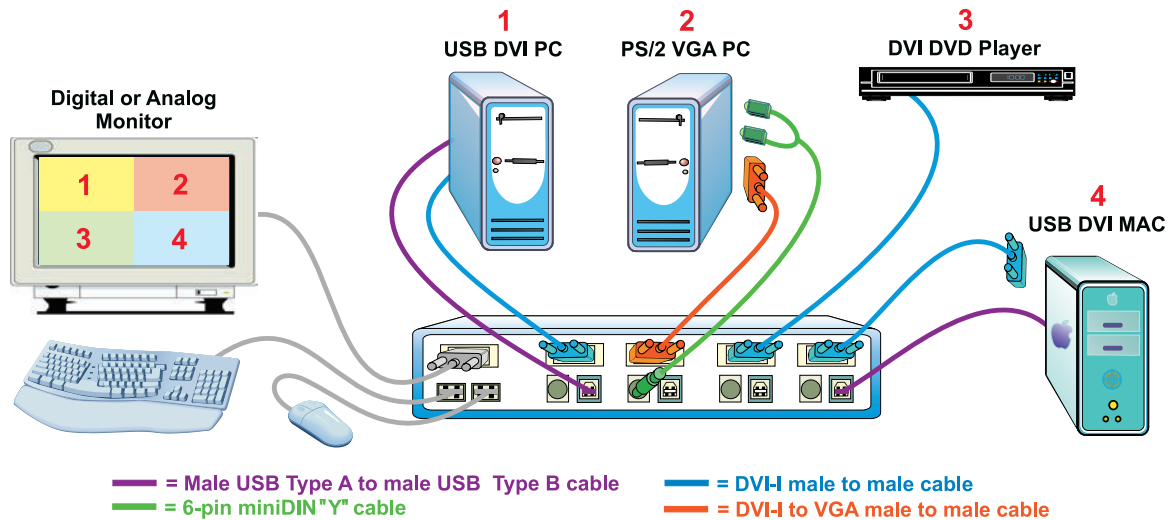 1
USB DVI PC
2
PS/2 VGA PC
3
DVI DVD Player
Digital or Analog
Monitor
1
2
3
4
4
USB DVI MAC
= Male USB Type A to male USB Type B cable
= 6-pin miniDIN "Y" cable
= DVI-I male to male cable
= DVI-I to VGA male to male cable